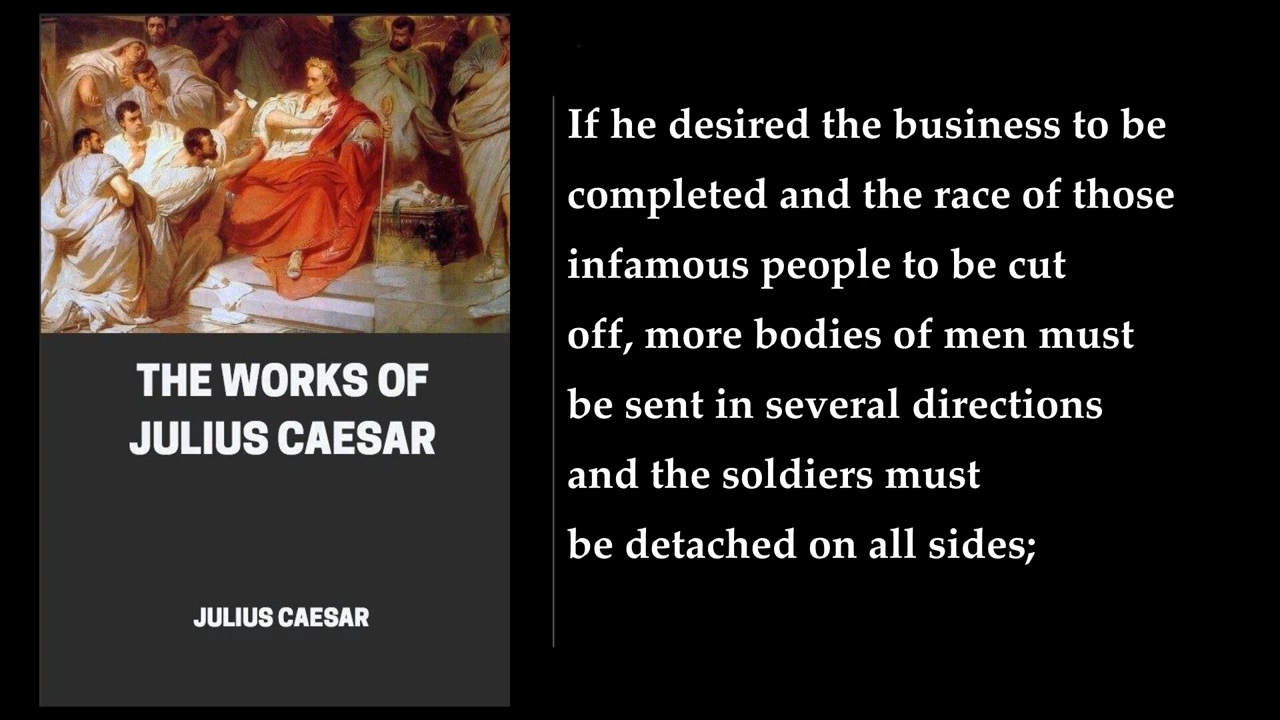 THE WORKS OF
JULIUS CAESAR
JULIUS CAESAR
If he desired the business to be
completed and the race of those
infamous people to be cut
off, more bodies of men must
be sent in several directions
and the soldiers must
be detached on all sides;